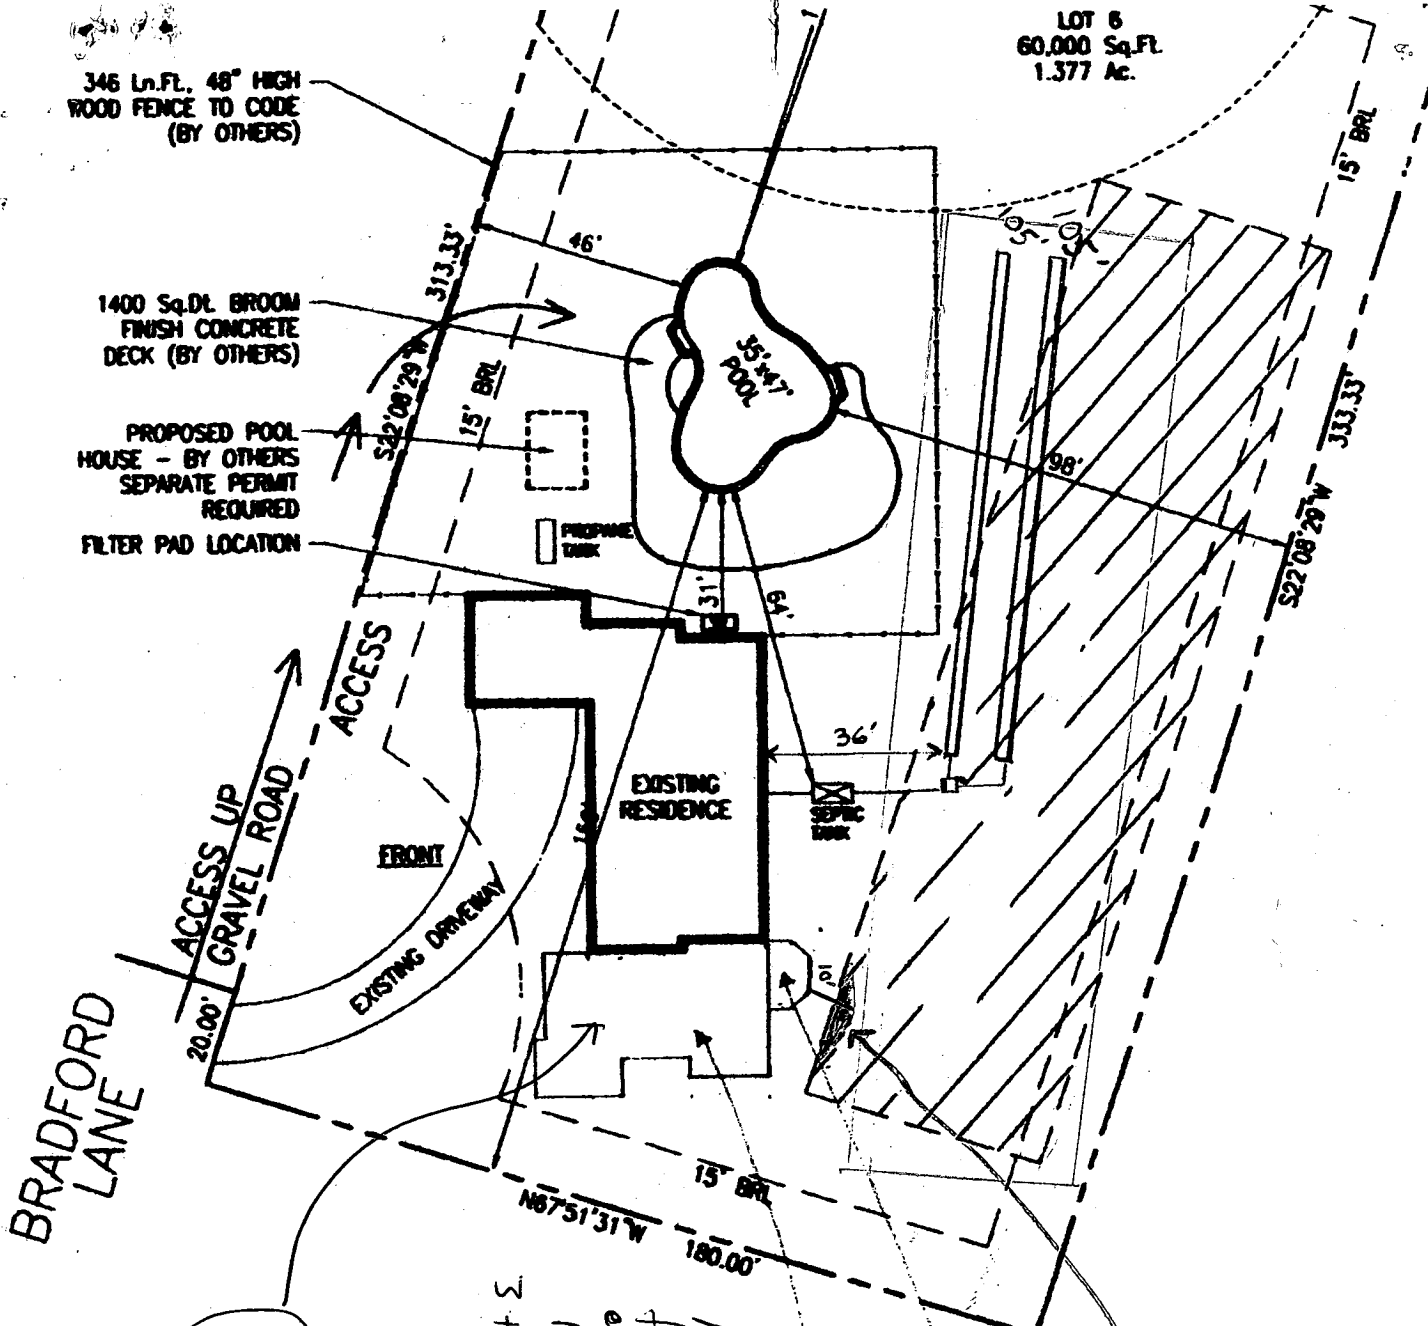 LOT 6
60,000 Sq.Ft.
1.377 Ac.
346 Ln.Ft., 48" HIGH
WOOD FENCE TO CODE
(BY OTHERS)
15' BRL
46'
313.33'
1400 Sq.Dt. BROOM
FINISH CONCRETE
DECK (BY OTHERS)
35'x47'
POOL
S22°08'29"W
15' BRL
333.33'
PROPOSED POOL
HOUSE - BY OTHERS
SEPARATE PERMIT
REQUIRED
98'
FILTER PAD LOCATION
PROPANE
TANK
S22°08'29"W
31'
64'
ACCESS
36'
EXISTING
RESIDENCE
SEPTIC
TANK
ACCESS UP
GRAVEL ROAD
FRONT
EXISTING DRIVEWAY
10'
20.00'
BRADFORD
LANE
15' BRL
N67°51'31"W
180.00'